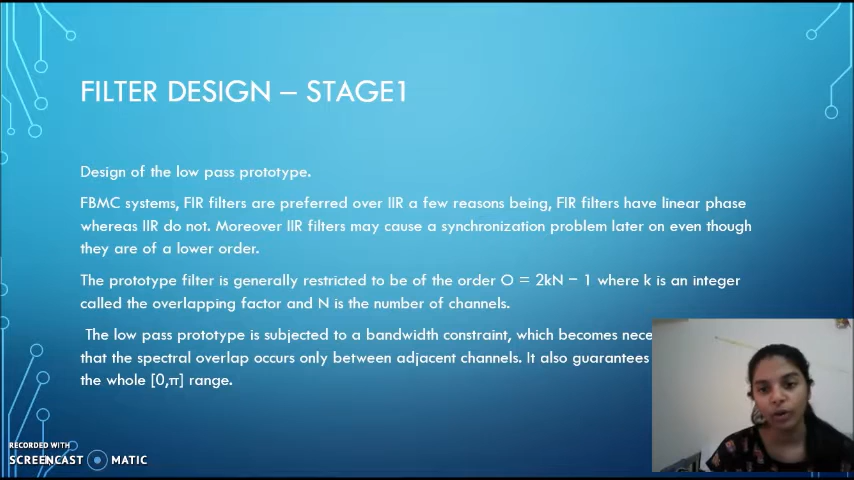 FILTER DESIGN – STAGE1
Design of the low pass prototype.
FBMC systems, FIR filters are preferred over IIR a few reasons being, FIR filters have linear phase
whereas IIR do not. Moreover IIR filters may cause a synchronization problem later on even though
they are of a lower order.
The prototype filter is generally restricted to be of the order O = 2kN − 1 where k is an integer
called the overlapping factor and N is the number of channels.
The low pass prototype is subjected to a bandwidth constraint, which becomes
that the spectral overlap occurs only between adjacent channels. It also guarantees
the whole [0,π] range.
RECORDED WITH
SCREENCAST MATIC